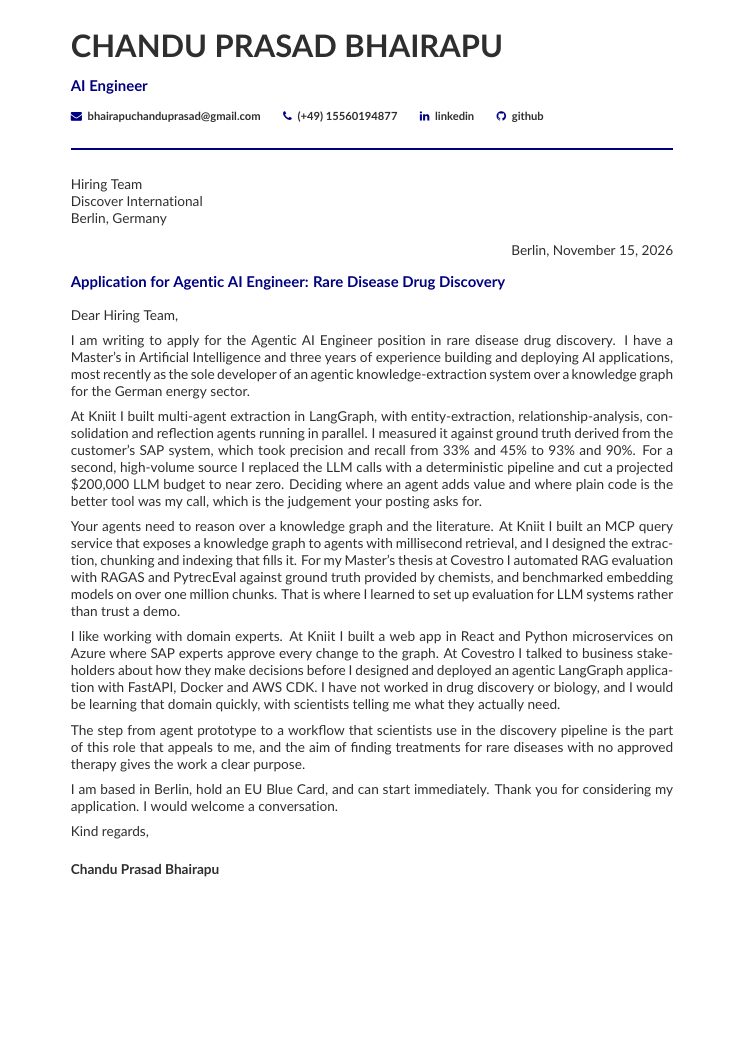 CHANDU PRASAD BHAIRAPU
AI Engineer
bhairapuchanduprasad@gmail.com (+49) 15560194877 linkedin github
Hiring Team
Discover International
Berlin, Germany
Berlin, November 15, 2026
Application for Agentic AI Engineer: Rare Disease Drug Discovery
Dear Hiring Team,
I am writing to apply for the Agentic AI Engineer position in rare disease drug discovery. I have a
Master's in Artificial Intelligence and three years of experience building and deploying AI applications,
most recently as the sole developer of an agentic knowledge-extraction system over a knowledge graph
for the German energy sector.
At Kniit I built multi-agent extraction in LangGraph, with entity-extraction, relationship-analysis, con-
solidation and reflection agents running in parallel. I measured it against ground truth derived from the
customer's SAP system, which took precision and recall from 33% and 45% to 93% and 90%. For a
second, high-volume source I replaced the LLM calls with a deterministic pipeline and cut a projected
$200,000 LLM budget to near zero. Deciding where an agent adds value and where plain code is the
better tool was my call, which is the judgement your posting asks for.
Your agents need to reason over a knowledge graph and the literature. At Kniit I built an MCP query
service that exposes a knowledge graph to agents with millisecond retrieval, and I designed the extrac-
tion, chunking and indexing that fills it. For my Master's thesis at Covestro I automated RAG evaluation
with RAGAS and PytrecEval against ground truth provided by chemists, and benchmarked embedding
models on over one million chunks. That is where I learned to set up evaluation for LLM systems rather
than trust a demo.
I like working with domain experts. At Kniit I built a web app in React and Python microservices on
Azure where SAP experts approve every change to the graph. At Covestro I talked to business stake-
holders about how they make decisions before I designed and deployed an agentic LangGraph applica-
tion with FastAPI, Docker and AWS CDK. I have not worked in drug discovery or biology, and I would
be learning that domain quickly, with scientists telling me what they actually need.
The step from agent prototype to a workflow that scientists use in the discovery pipeline is the part
of this role that appeals to me, and the aim of finding treatments for rare diseases with no approved
therapy gives the work a clear purpose.
I am based in Berlin, hold an EU Blue Card, and can start immediately. Thank you for considering my
application. I would welcome a conversation.
Kind regards,
Chandu Prasad Bhairapu